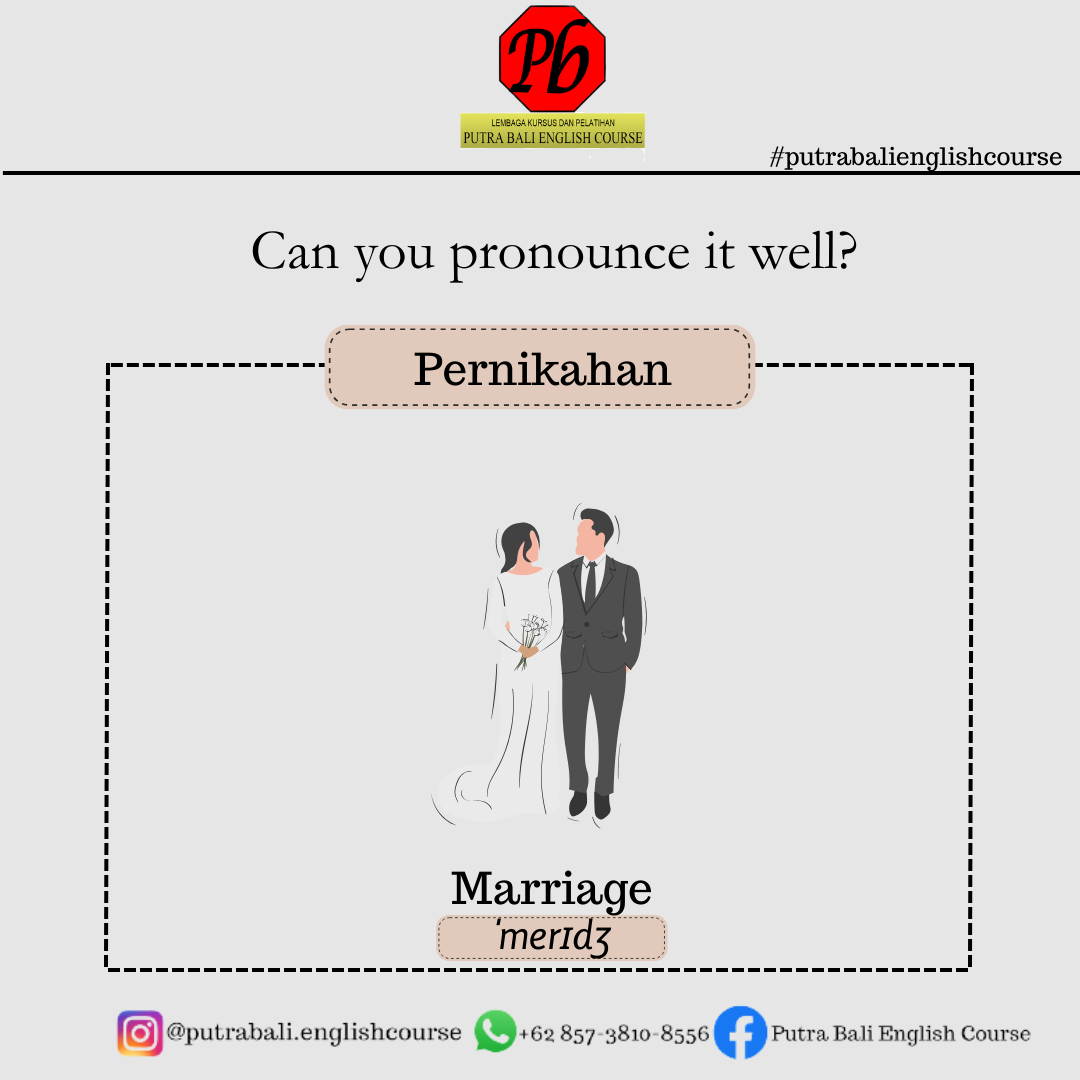 Pb
LEMBAGA KURSUS DAN PELATIHAN
PUTRA BALI ENGLISH COURSE
#putrabalienglishcourse
Can you pronounce it well?
Pernikahan
Marriage
ˈmerɪdʒ
@putrabali.englishcourse +62 857-3810-8556 Putra Bali English Course